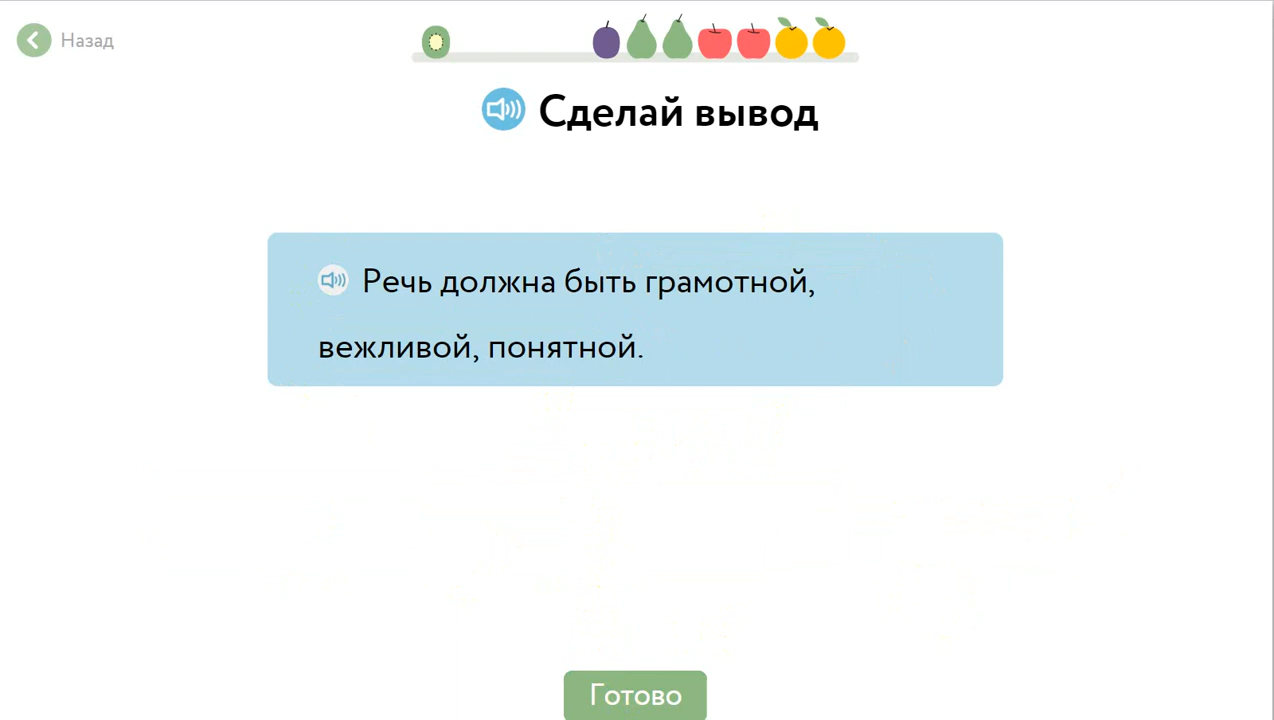 Назад
Сделай вывод
Речь должна быть грамотной,
вежливой, понятной.
Готово